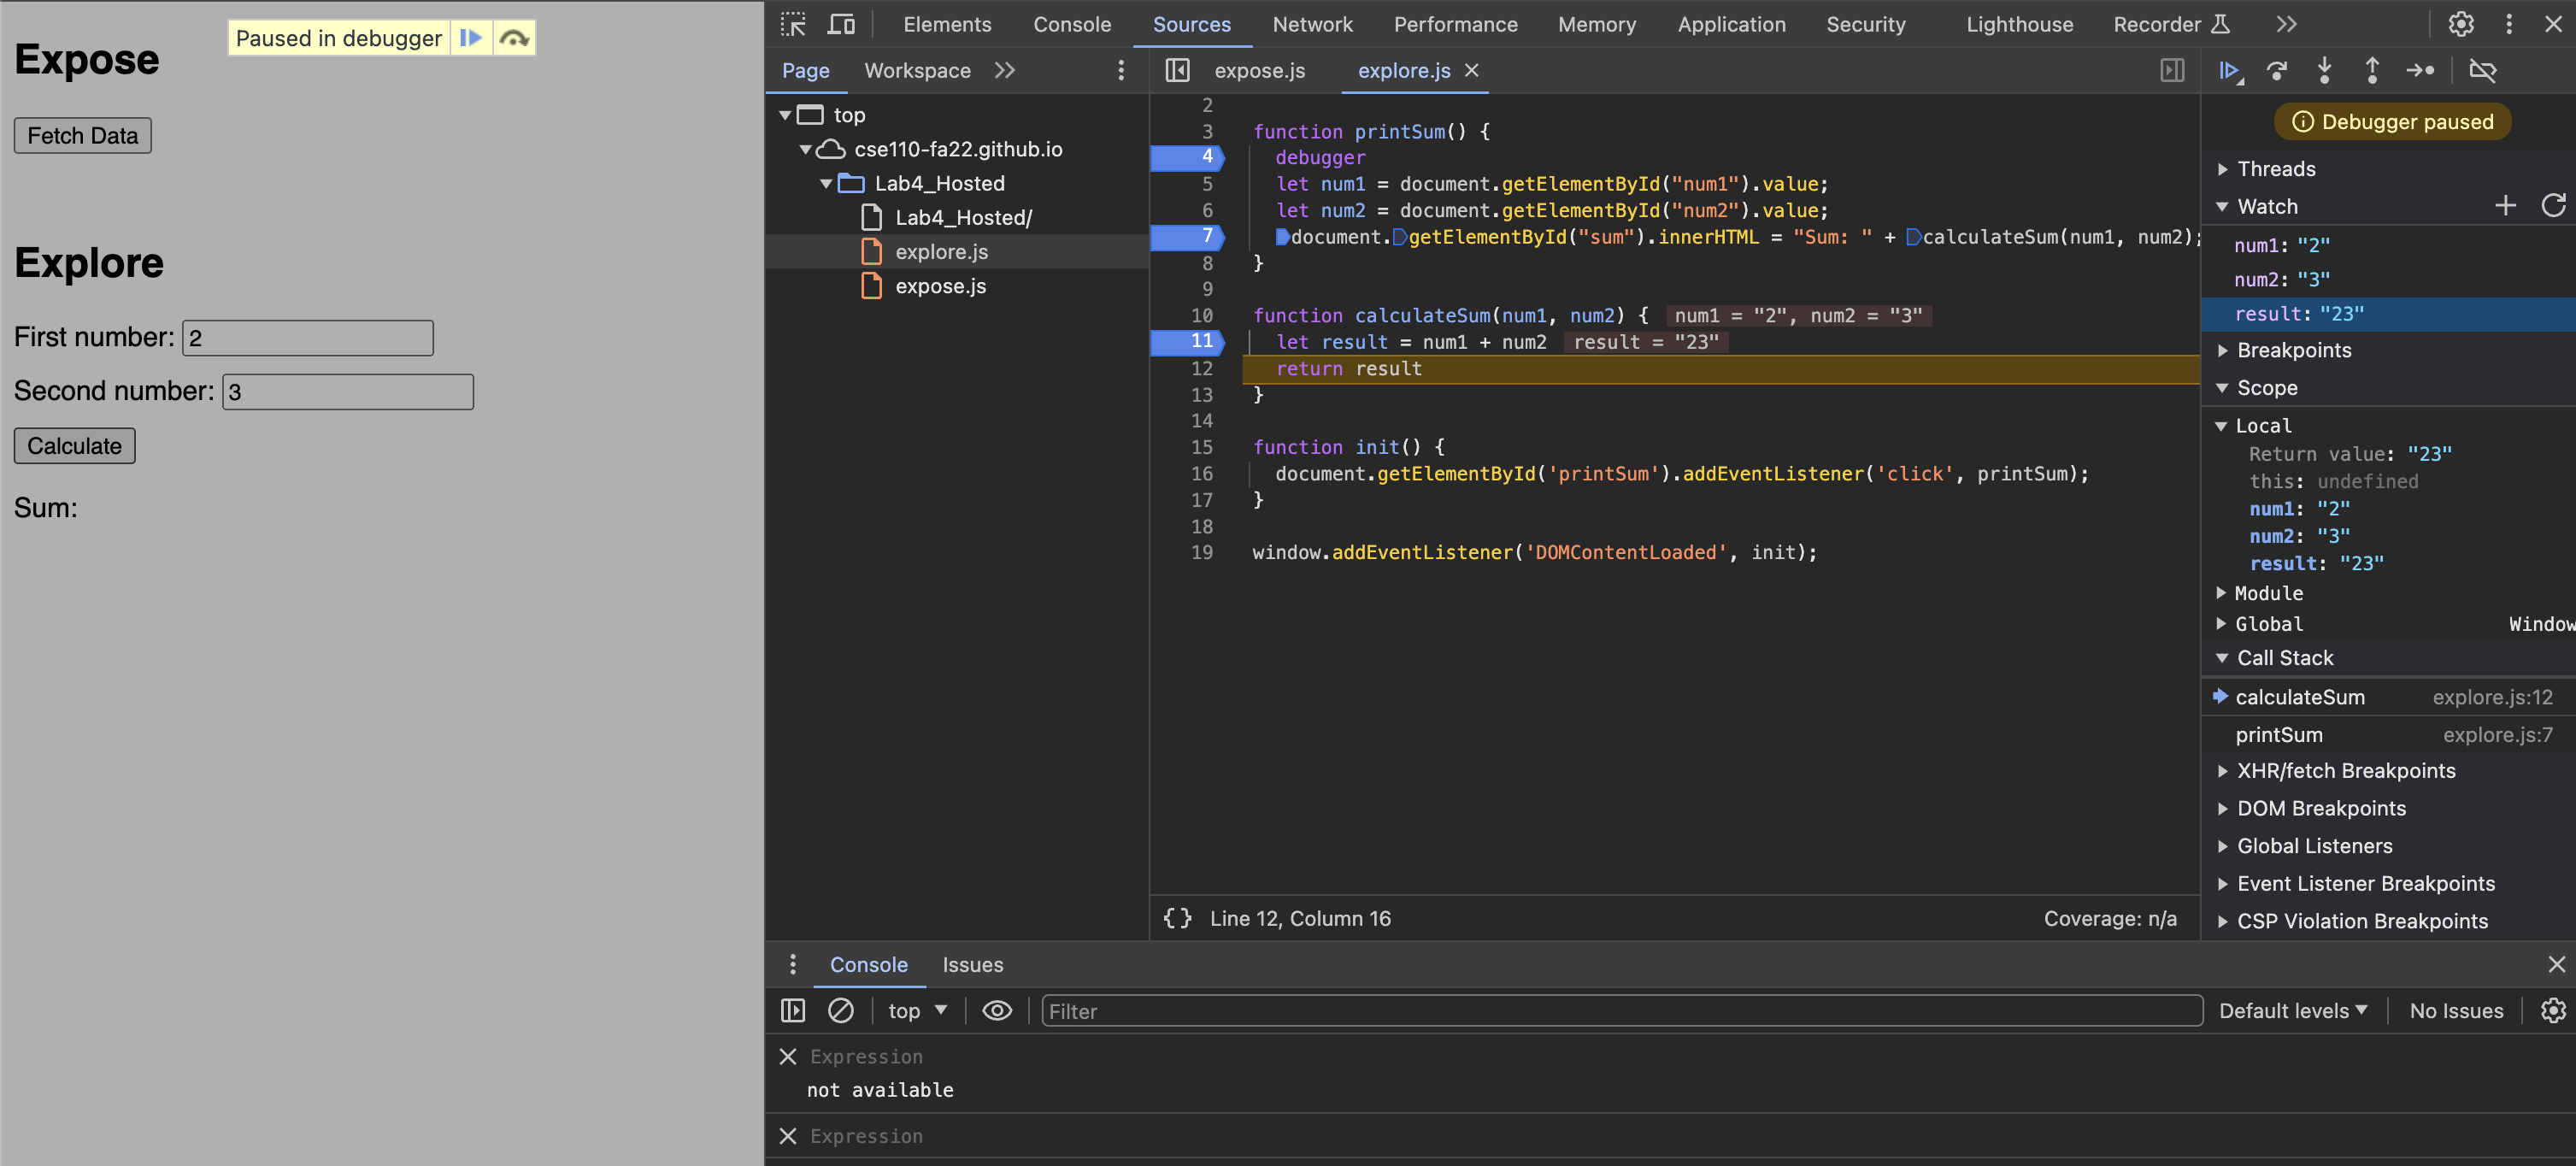 Expose
Paused in debugger
Fetch Data
Explore
First number: 2
Second number: 3
Calculate
Sum:
Elements Console Sources Network Performance Memory Application Security Lighthouse Recorder
Page Workspace
top
cse110-fa22.github.io
Lab4_Hosted
Lab4_Hosted/
explore.js
expose.js
expose.js explore.js
2
3 function printSum() {
4 debugger
5 let num1 = document.getElementById("num1").value;
6 let num2 = document.getElementById("num2").value;
7 document.getElementById("sum").innerHTML = "Sum: " + calculateSum(num1, num2);
8 }
9
10 function calculateSum(num1, num2) { num1 = "2", num2 = "3"
11 let result = num1 + num2 result = "23"
12 return result
13 }
14
15 function init() {
16 document.getElementById('printSum').addEventListener('click', printSum);
17 }
18
19 window.addEventListener('DOMContentLoaded', init);
{} Line 12, Column 16 Coverage: n/a
Debugger paused
Threads
Watch
num1: "2"
num2: "3"
result: "23"
Breakpoints
Scope
Local
Return value: "23"
this: undefined
num1: "2"
num2: "3"
result: "23"
Module
Global Window
Call Stack
calculateSum explore.js:12
printSum explore.js:7
XHR/fetch Breakpoints
DOM Breakpoints
Global Listeners
Event Listener Breakpoints
CSP Violation Breakpoints
Console Issues
top Filter Default levels No Issues
Expression
not available
Expression